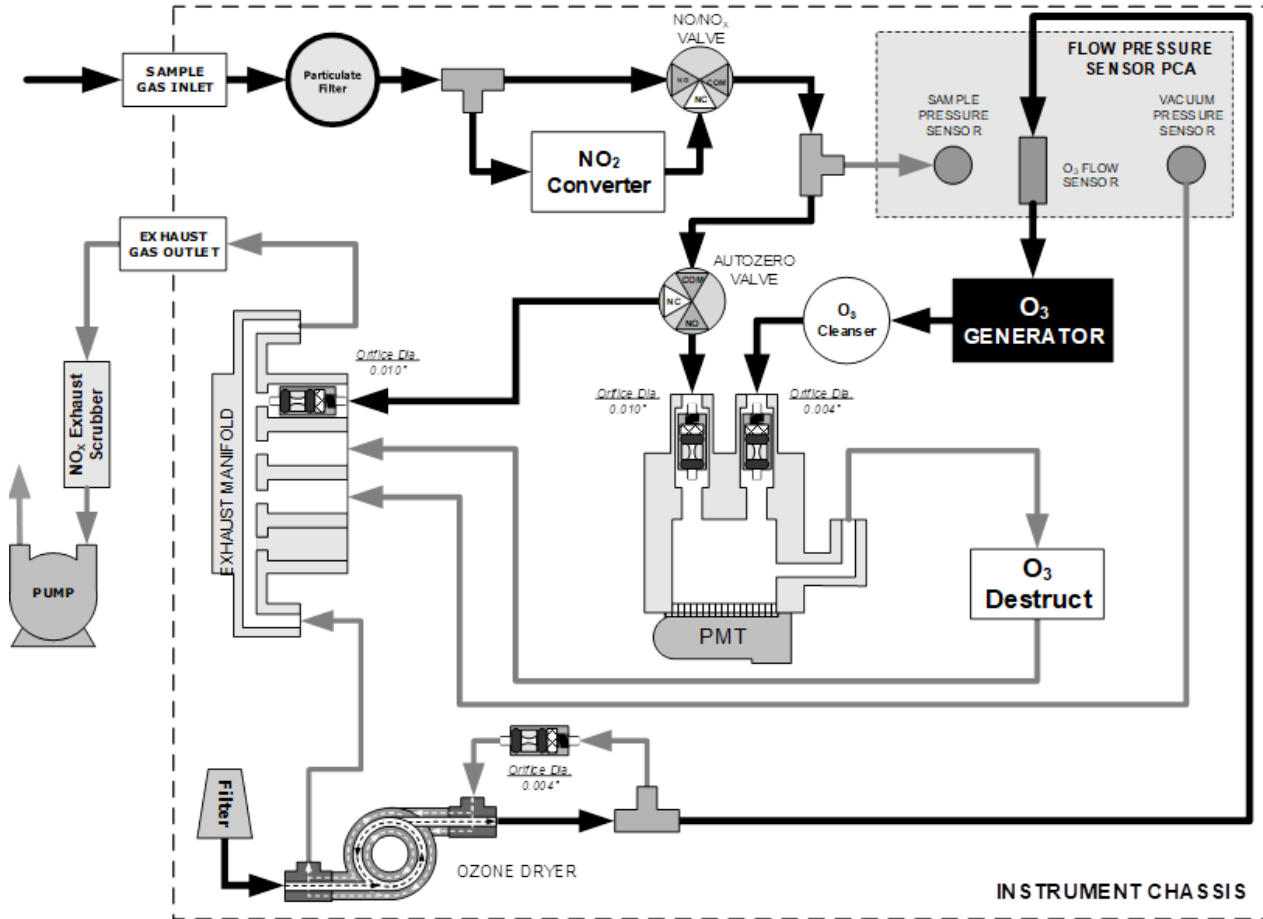 NO/NOX
VALVE
NO
COM
NC
SAMPLE
GAS INLET
Particulate
Filter
NO2
Converter
FLOW PRESSURE
SENSOR PCA
SAMPLE
PRESSURE
SENSOR
VACUUM
PRESSURE
SENSOR
O3 FLOW
SENSOR
EXHAUST
GAS OUTLET
AUTOZERO
VALVE
COM
NC
NO
O3
Cleanser
O3
GENERATOR
Orifice Dia.
0.010"
Orifice Dia.
0.010"
Orifice Dia.
0.004"
NOX Exhaust
Scrubber
EXHAUST MANIFOLD
PUMP
O3
Destruct
PMT
Orifice Dia.
0.004"
Filter
OZONE DRYER
INSTRUMENT CHASSIS